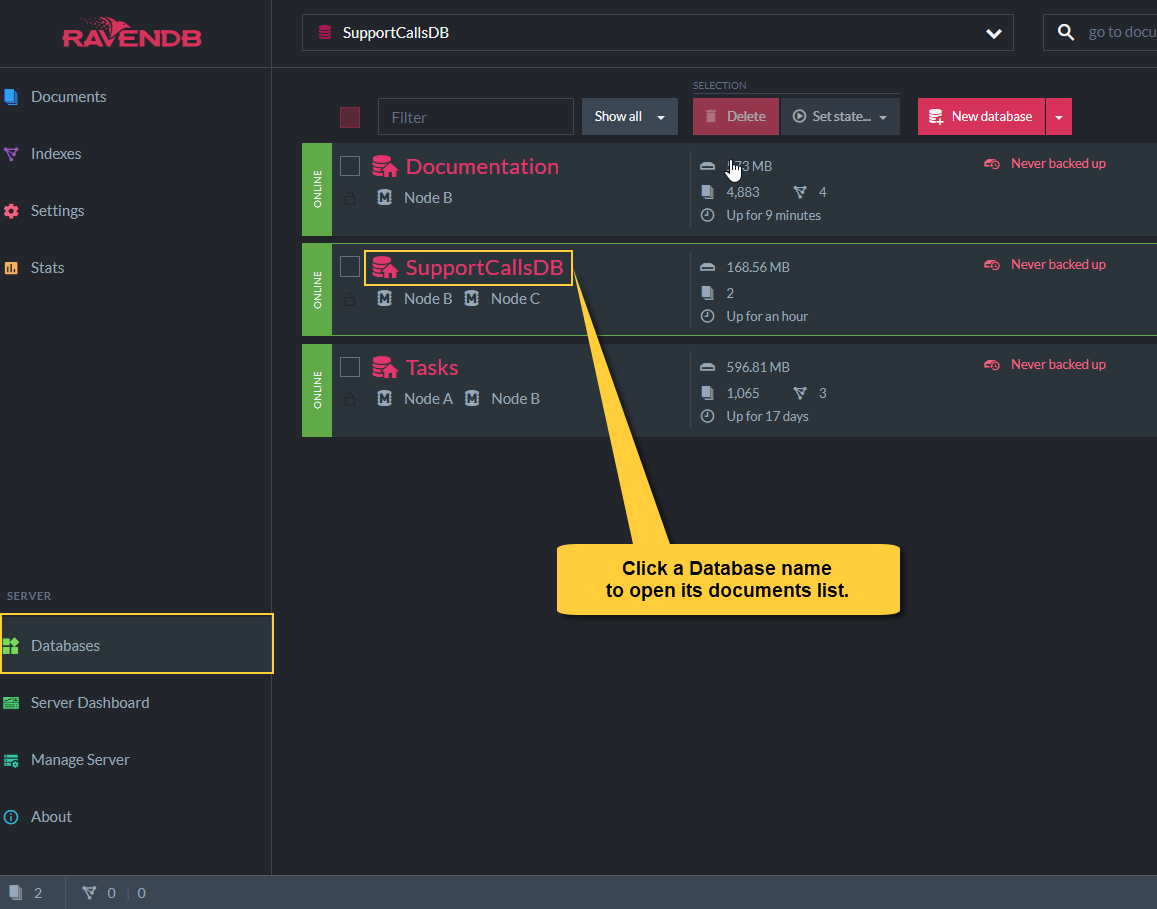 RAVENDB
SupportCallsDB
go to docu
Documents
Indexes
Settings
Stats
SELECTION
Filter
Show all
Delete
Set state...
New database
ONLINE
Documentation
Node B
73 MB
4,883 4
Up for 9 minutes
Never backed up
ONLINE
SupportCallsDB
Node B Node C
168.56 MB
2
Up for an hour
Never backed up
ONLINE
Tasks
Node A Node B
596.81 MB
1,065 3
Up for 17 days
Never backed up
Click a Database name
to open its documents list.
SERVER
Databases
Server Dashboard
Manage Server
About
2 0 0